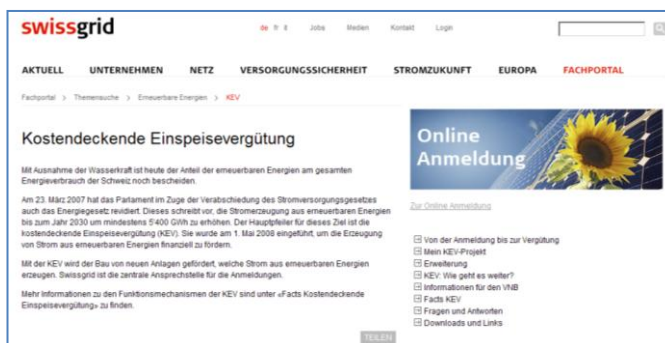 swissgrid
de fr it Jobs Medien Kontakt Login
AKTUELL UNTERNEHMEN NETZ VERSORGUNGSSICHERHEIT STROMZUKUNFT EUROPA FACHPORTAL
Fachportal > Themensuche > Erneuerbare Energien > KEV
Kostendeckende Einspeisevergütung
Mit Ausnahme der Wasserkraft ist heute der Anteil der erneuerbaren Energien am gesamten
Energieverbrauch der Schweiz noch bescheiden.
Am 23. März 2007 hat das Parlament im Zuge der Verabschiedung des Stromversorgungsgesetzes
auch das Energiegesetz revidiert. Dieses schreibt vor, die Stromerzeugung aus erneuerbaren Energien
bis zum Jahr 2030 um mindestens 5'400 GWh zu erhöhen. Der Hauptpfeiler für dieses Ziel ist die
kostendeckende Einspeisevergütung (KEV). Sie wurde am 1. Mai 2008 eingeführt, um die Erzeugung
von Strom aus erneuerbaren Energien finanziell zu fördern.
Mit der KEV wird der Bau von neuen Anlagen gefördert, welche Strom aus erneuerbaren Energien
erzeugen. Swissgrid ist die zentrale Ansprechstelle für die Anmeldungen.
Mehr Informationen zu den Funktionsmechanismen der KEV sind unter «Facts Kostendeckende
Einspeisevergütung» zu finden.
TEILEN
Online
Anmeldung
Zur Online Anmeldung
Von der Anmeldung bis zur Vergütung
Mein KEV-Projekt
Erweiterung
KEV: Wie geht es weiter?
Informationen für den VNB
Facts KEV
Fragen und Antworten
Downloads und Links